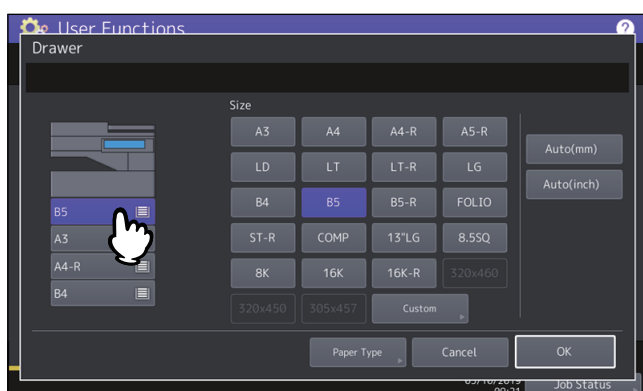 User Functions
?
Drawer
Size
A3 A4 A4-R A5-R
Auto(mm)
LD LT LT-R LG
Auto(inch)
B4 B5 B5-R FOLIO
ST-R COMP 13"LG 8.5SQ
8K 16K 16K-R 320x460
320x450 305x457 Custom
B5
A3
A4-R
B4
Paper Type Cancel OK
Job Status